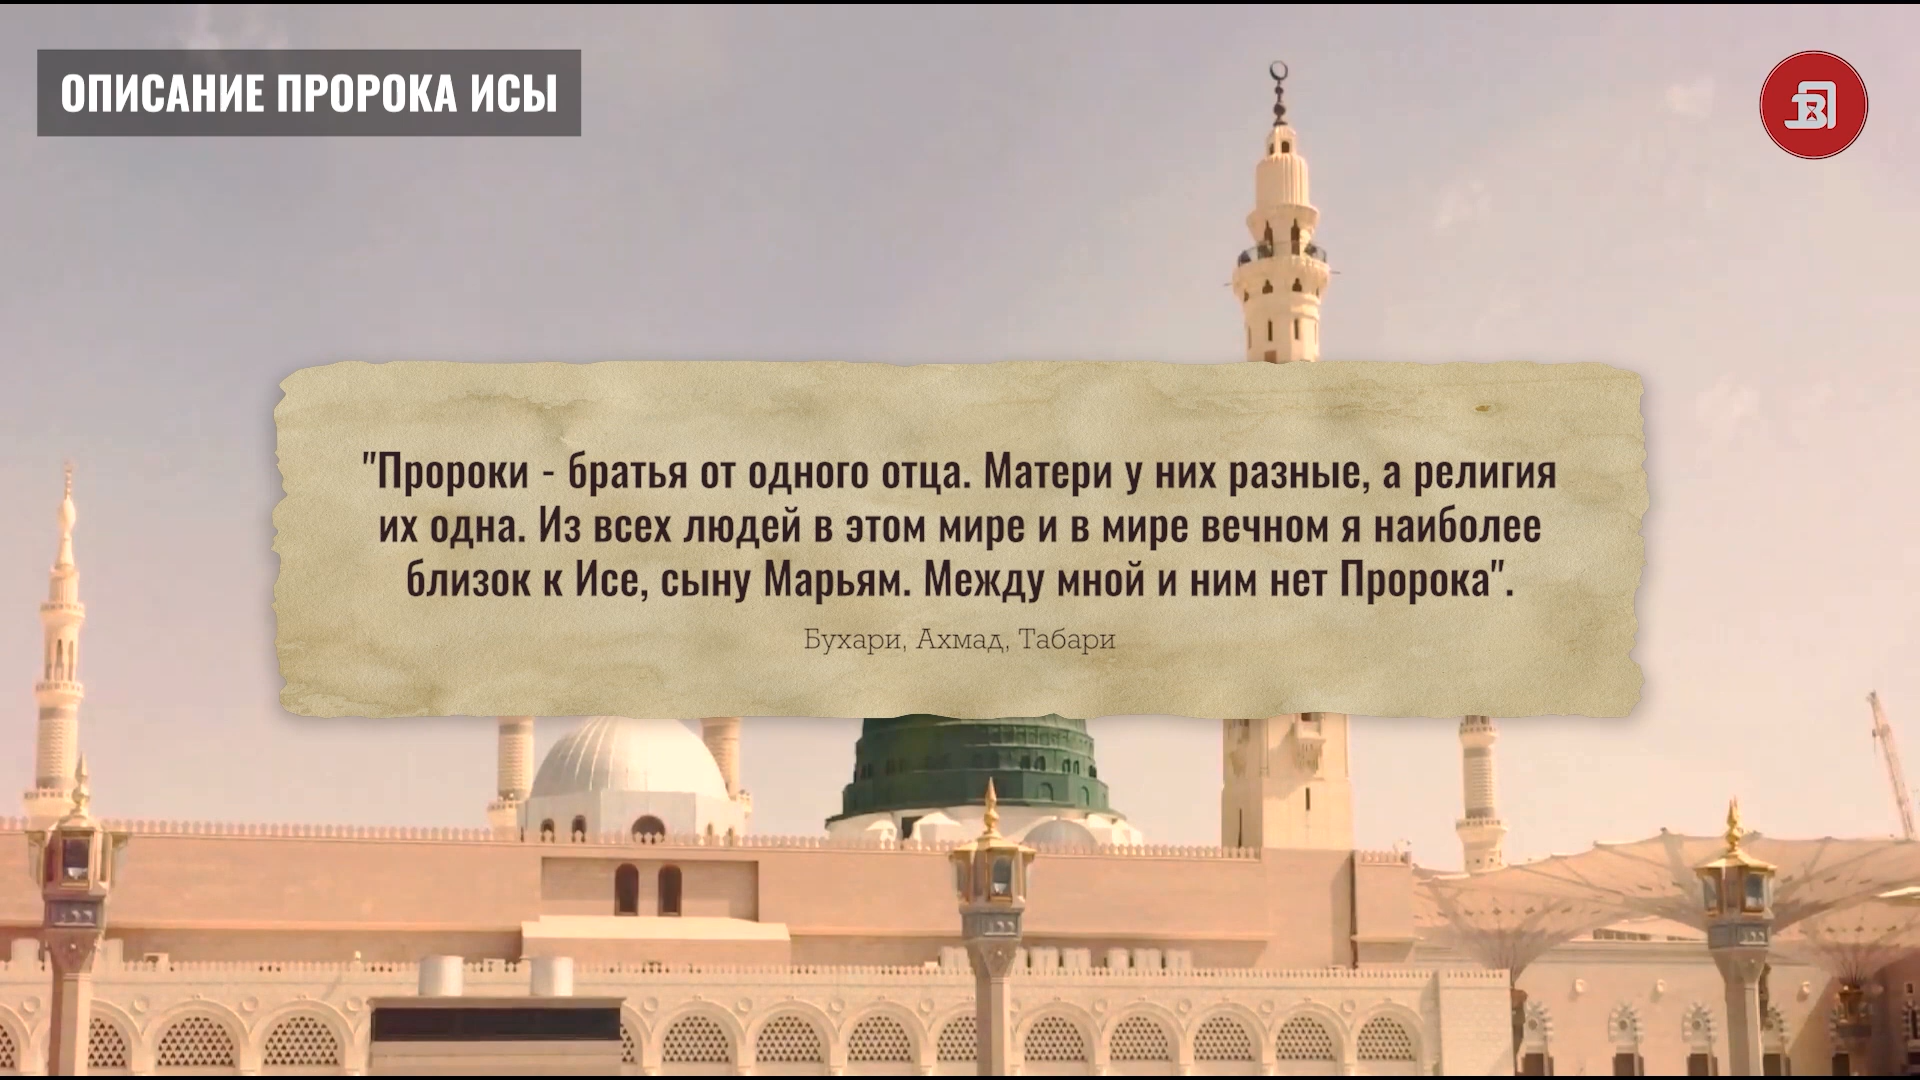 ОПИСАНИЕ ПРОРОКА ИСЫ
"Пророки - братья от одного отца. Матери у них разные, а религия
их одна. Из всех людей в этом мире и в мире вечном я наиболее
близок к Исе, сыну Марьям. Между мной и ним нет Пророка".
Бухари, Ахмад, Табари